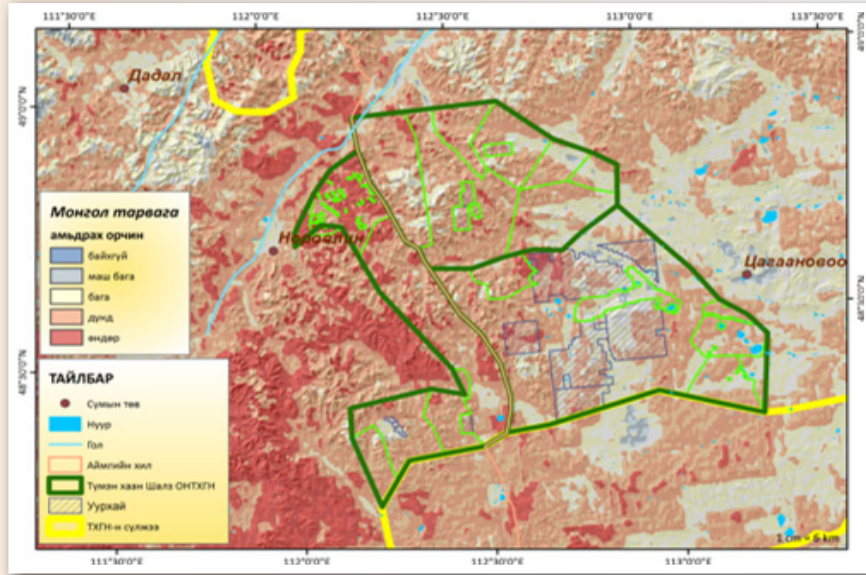 111°30'0"E
112°0'0"E
112°30'0"E
113°0'0"E
113°30'0"E
49°0'0"N
49°0'0"N
Дадал
Норовлин
Цагаановоо
48°30'0"N
48°30'0"N
Монгол тарвага
амьдрах орчин
байхгүй
маш бага
бага
дунд
өндөр
ТАЙЛБАР
Сумын төв
Нуур
Гол
Аймгийн хил
Түмэн хаан Шалз ОНТХГН
Уурхай
ТХГН-н сүлжээ
1 cm = 6 km
111°30'0"E
112°0'0"E
112°30'0"E
113°0'0"E